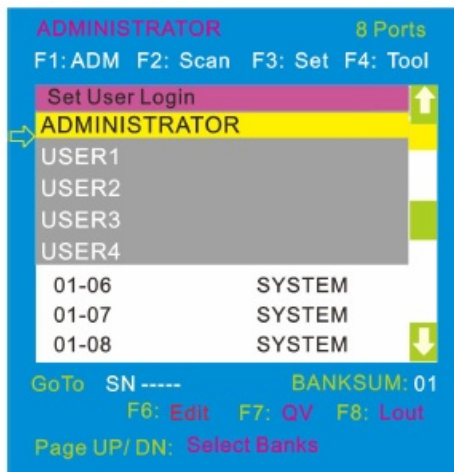 ADMINISTRATOR 8 Ports
F1: ADM F2: Scan F3: Set F4: Tool
Set User Login
ADMINISTRATOR
USER1
USER2
USER3
USER4
01-06 SYSTEM
01-07 SYSTEM
01-08 SYSTEM
GoTo SN ----- BANKSUM: 01
F6: Edit F7: QV F8: Lout
Page UP/ DN: Select Banks